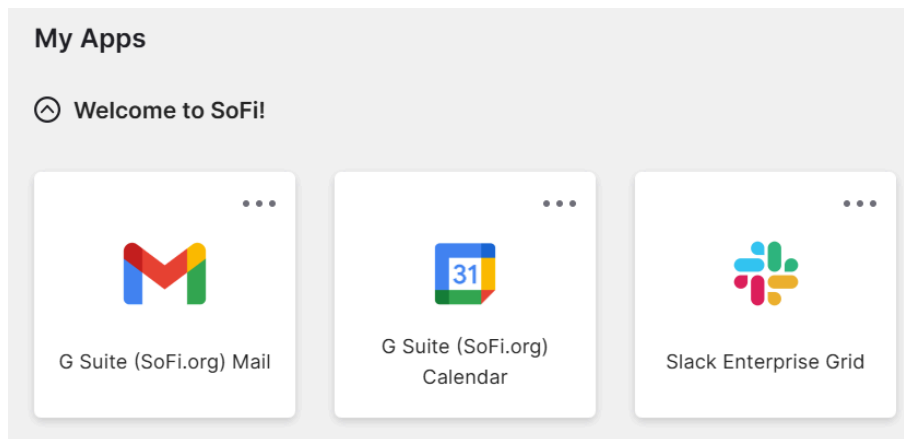 My Apps
Welcome to SoFi!
G Suite (SoFi.org) Mail
31
G Suite (SoFi.org)
Calendar
Slack Enterprise Grid